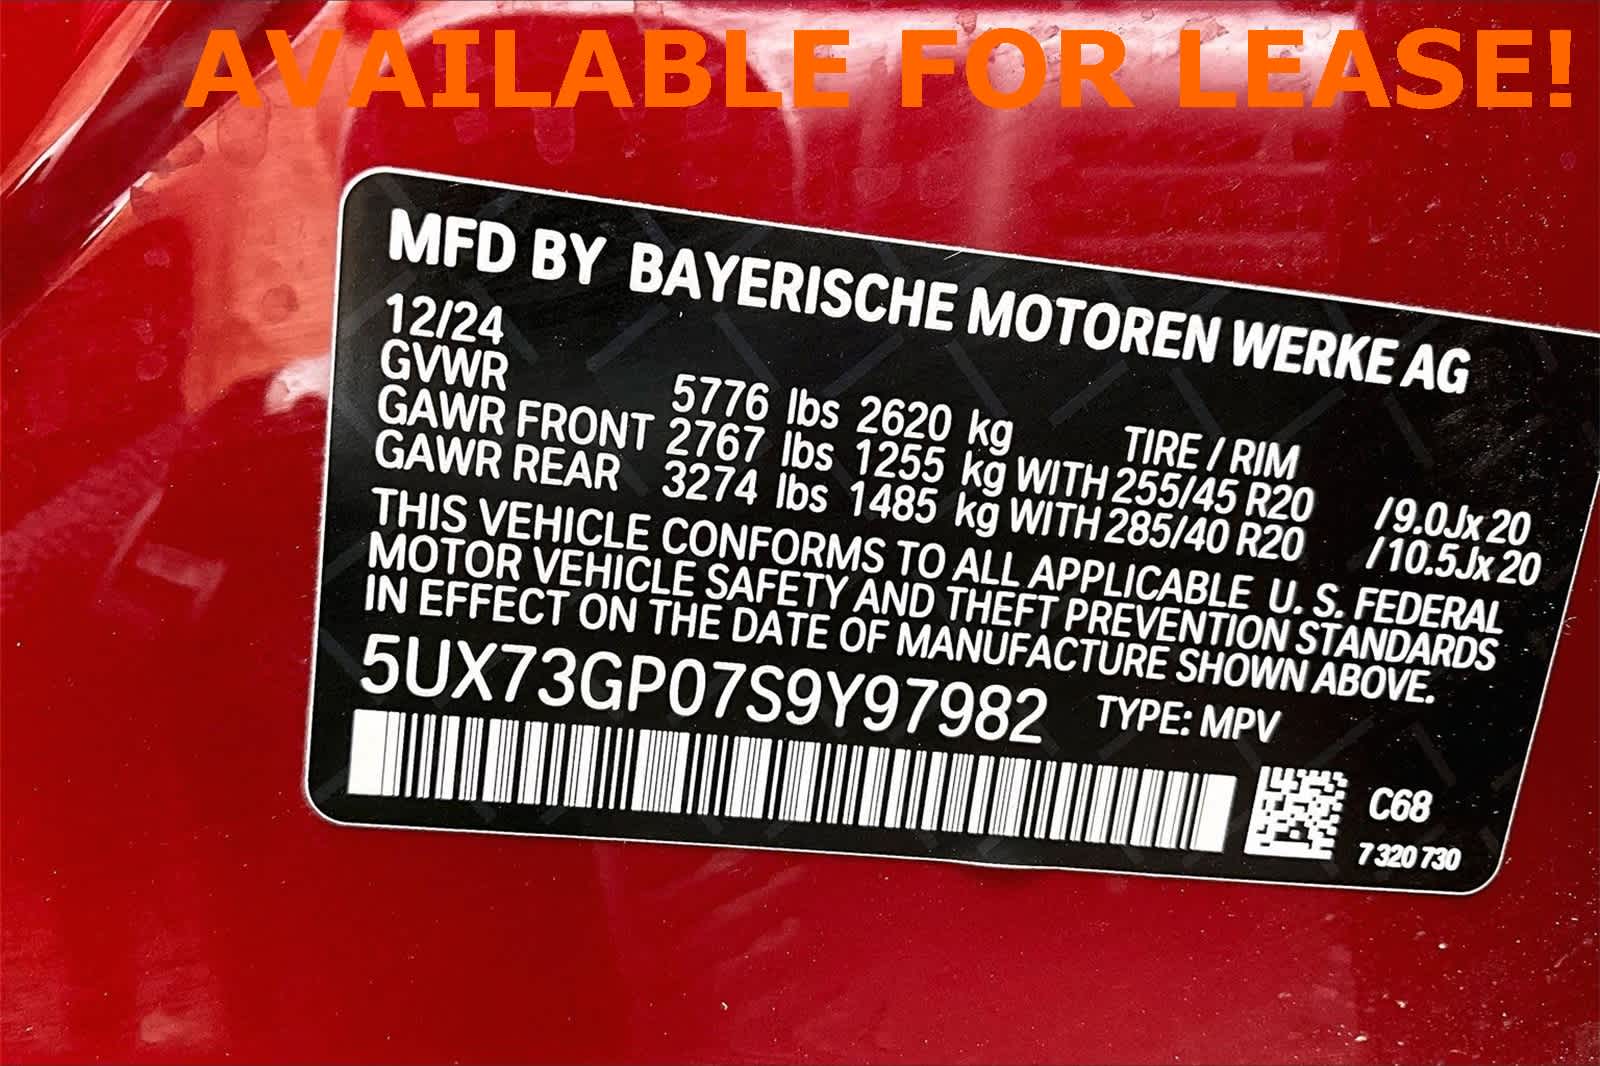 AVAILABLE FOR LEASE!
MFD BY BAYERISCHE MOTOREN WERKE AG
12/24
GVWR 5776 lbs 2620 kg TIRE / RIM
GAWR FRONT 2767 lbs 1255 kg WITH 255/45 R20 /9.0Jx20
GAWR REAR 3274 lbs 1485 kg WITH 285/40 R20 /10.5Jx20
THIS VEHICLE CONFORMS TO ALL APPLICABLE U. S. FEDERAL
MOTOR VEHICLE SAFETY AND THEFT PREVENTION STANDARDS
IN EFFECT ON THE DATE OF MANUFACTURE SHOWN ABOVE.
5UX73GP07S9Y97982 TYPE: MPV
C68
7 320 730